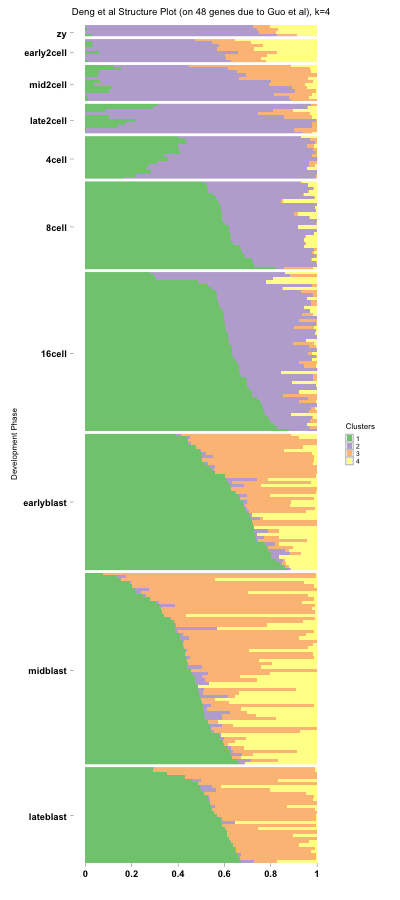 Deng et al Structure Plot (on 48 genes due to Guo et al), k=4
zy
early2cell
mid2cell
late2cell
4cell
8cell
16cell
earlyblast
midblast
lateblast
Development Phase
Clusters
1
2
3
4
0 0.2 0.4 0.6 0.8 1